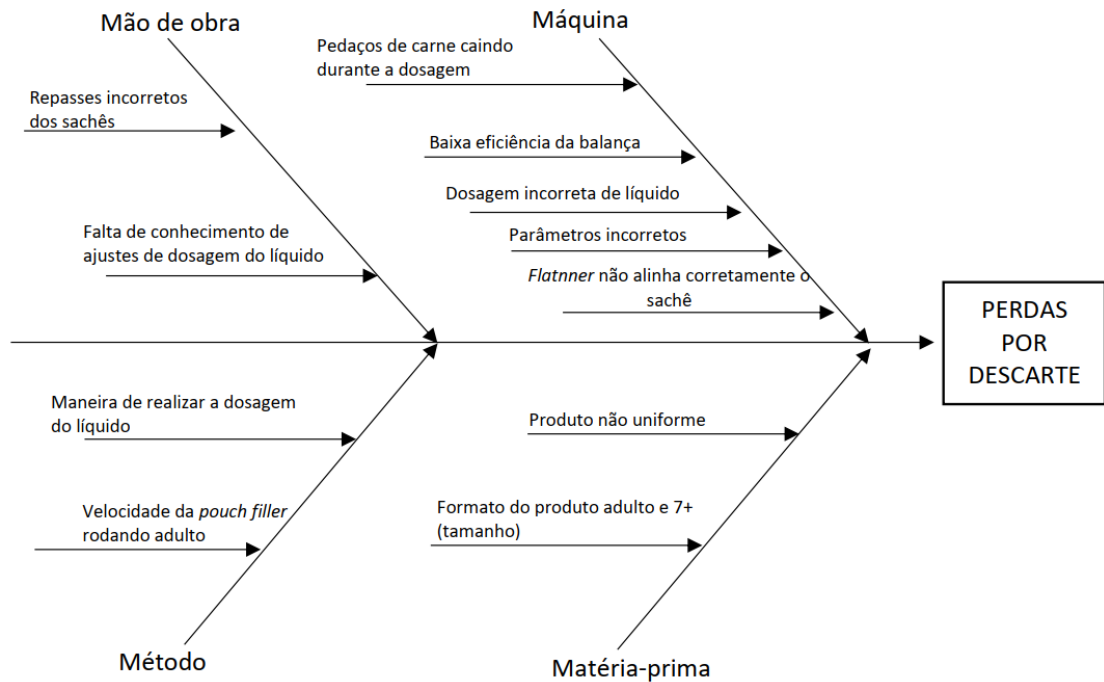 Mão de obra
Máquina
Repasses incorretos
dos sachês
Falta de conhecimento de
ajustes de dosagem do líquido
Pedaços de carne caindo
durante a dosagem
Baixa eficiência da balança
Dosagem incorreta de líquido
Parâmetros incorretos
Flatnner não alinha corretamente o
sachê
PERDAS
POR
DESCARTE
Maneira de realizar a dosagem
do líquido
Velocidade da pouch filler
rodando adulto
Produto não uniforme
Formato do produto adulto e 7+
(tamanho)
Método
Matéria-prima